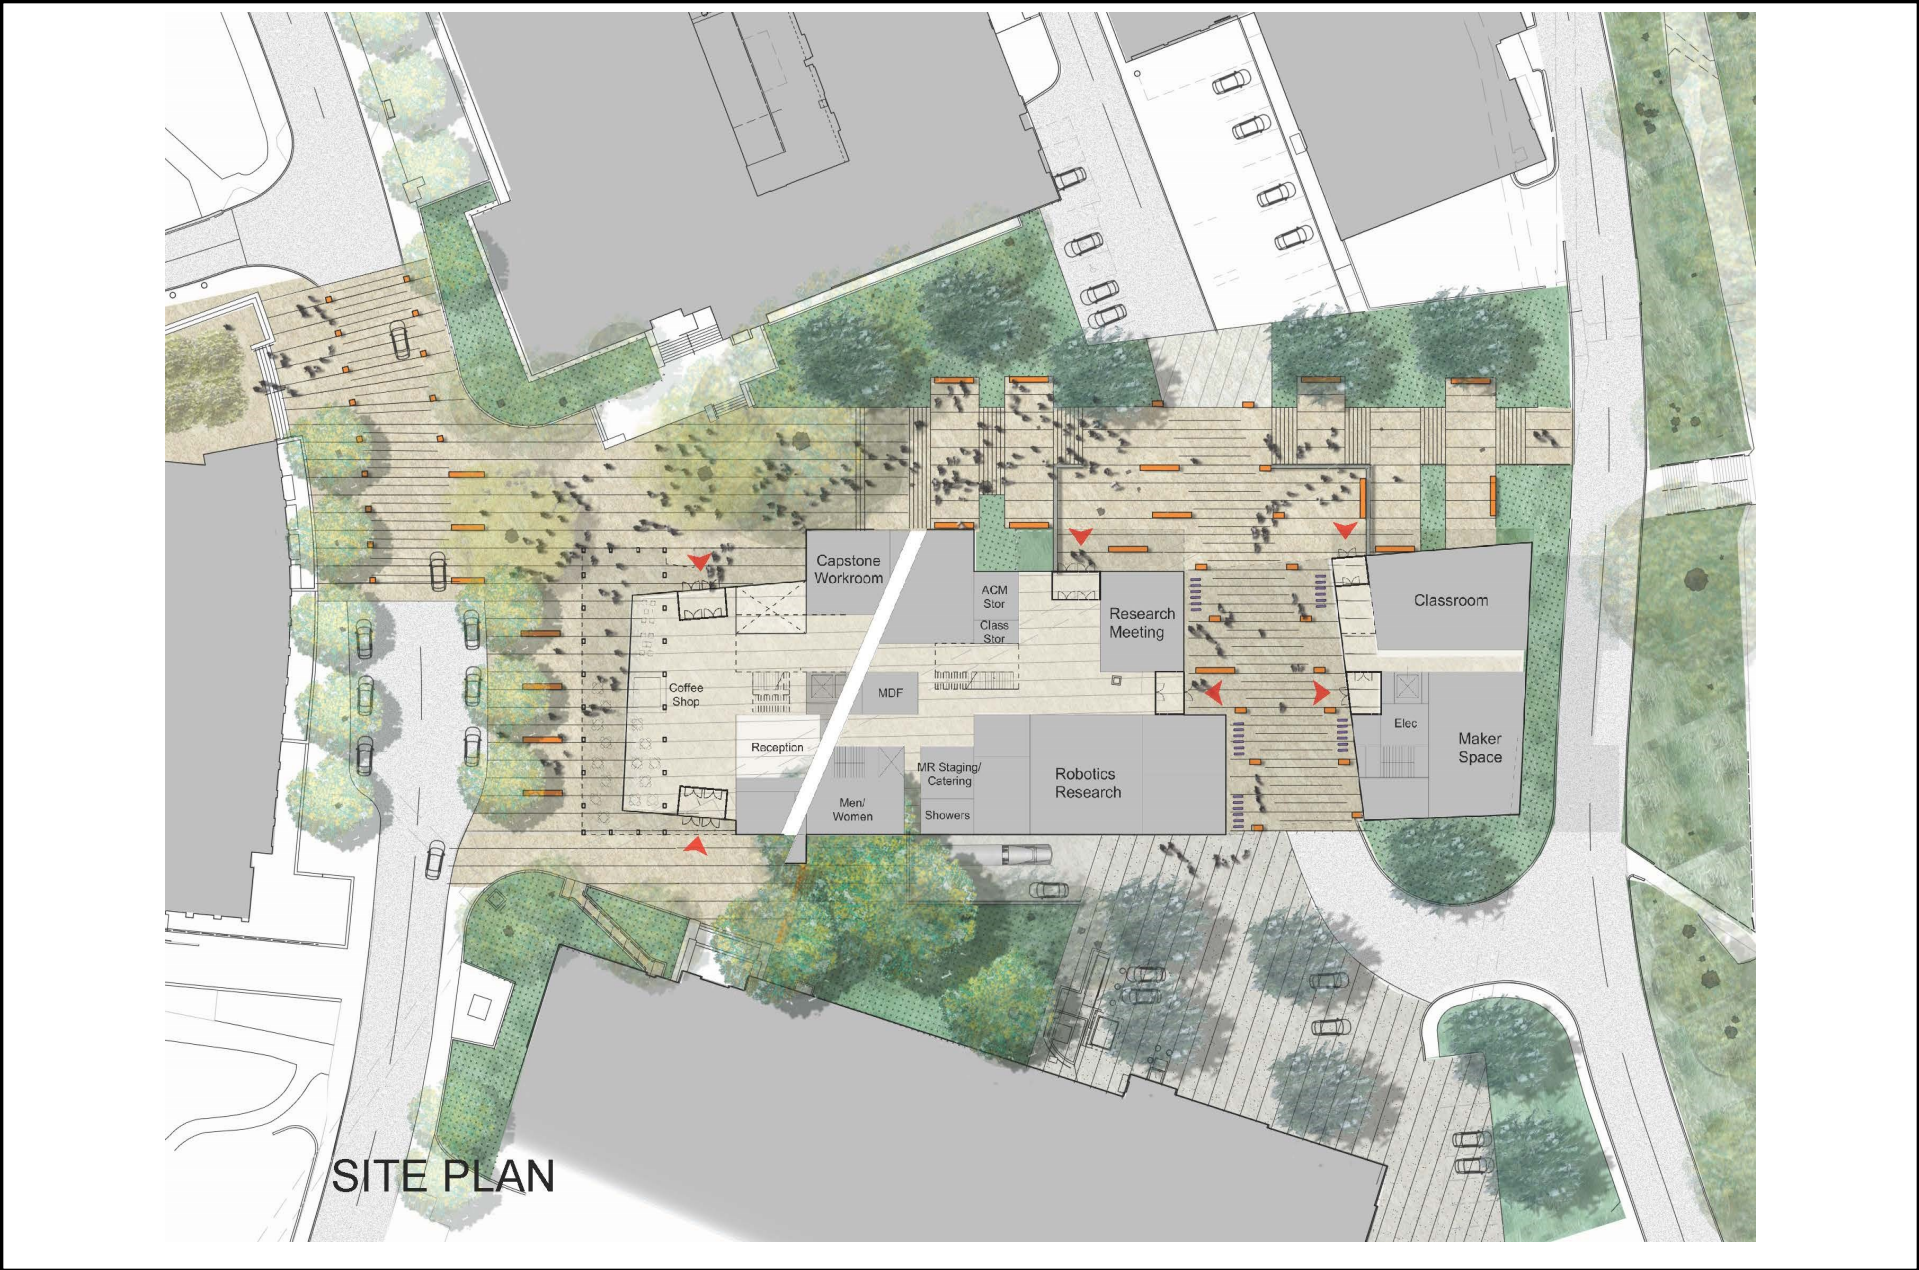 Capstone
Workroom
ACM
Stor
Class
Stor
Research
Meeting
Classroom
Coffee
Shop
MDF
Reception
Elec
Maker
Space
MR Staging/
Catering
Robotics
Research
Men/
Women
Showers
SITE PLAN